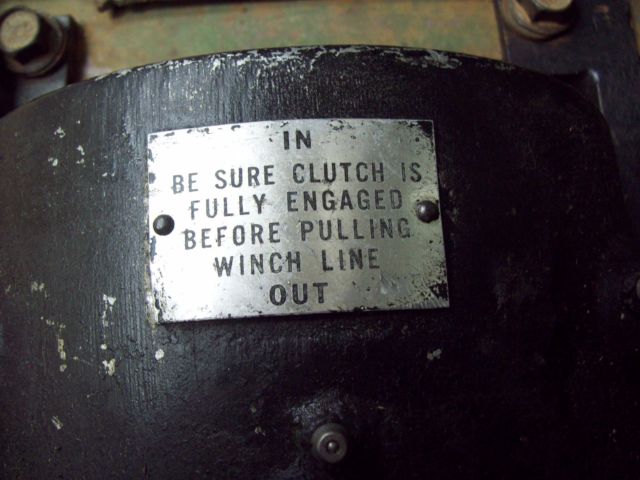 IN
BE SURE CLUTCH IS
FULLY ENGAGED
BEFORE PULLING
WINCH LINE
OUT